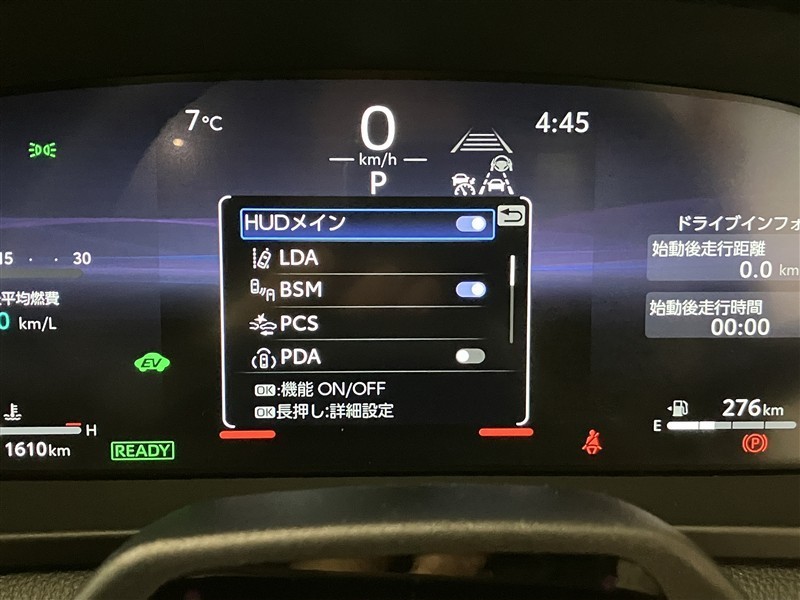 7℃
0
km/h
P
4:45
HUDメイン
LDA
BSM
PCS
PDA
OK:機能 ON/OFF
OK長押し:詳細設定
15 30
平均燃費
0 km/L
EV
H
1610km
READY
ドライブインフォ
始動後走行距離
0.0 km
始動後走行時間
00:00
276km
E
P